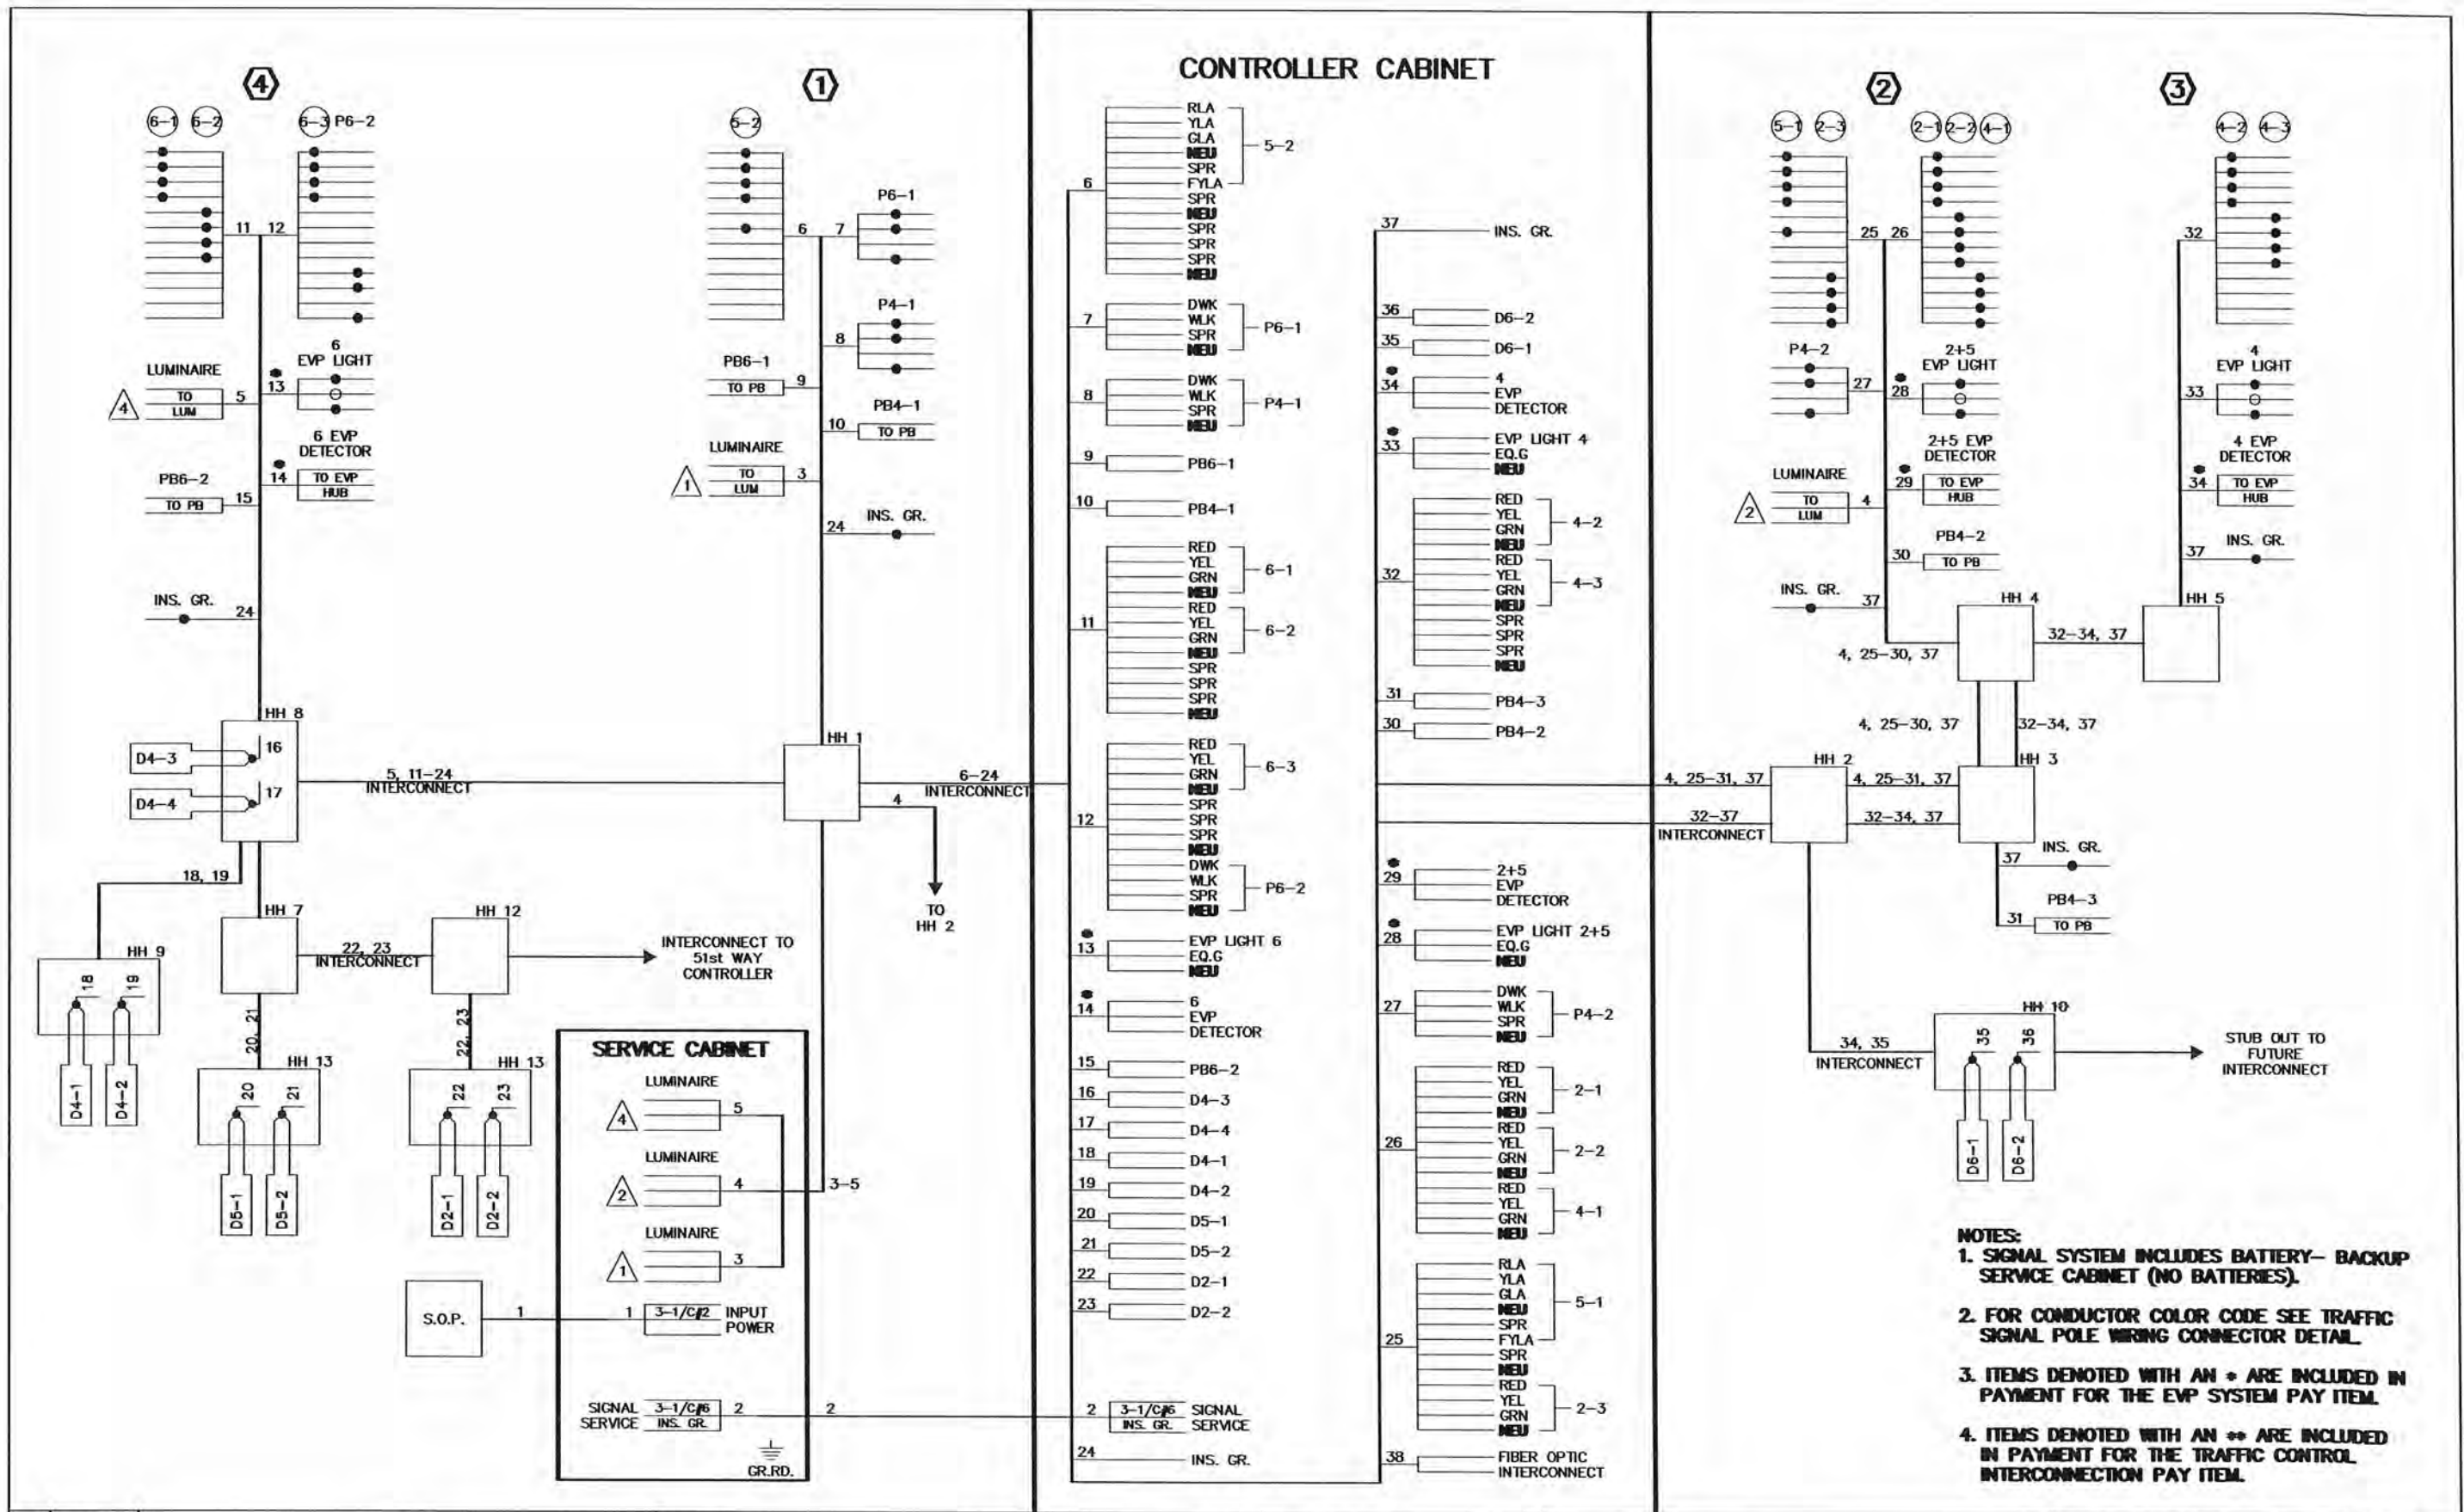 4
6-1 6-2 6-3 P6-2
11 12
6
EVP LIGHT
LUMINAIRE
4
TO
LUM
5
13
6 EVP
DETECTOR
14
TO EVP
HUB
PB6-2
TO PB
15
INS. GR.
24
HH 8
D4-3
16
D4-4
17
5, 11-24
INTERCONNECT
18, 19
HH 7
HH 12
22, 23
INTERCONNECT
INTERCONNECT TO
51st WAY
CONTROLLER
HH 9
18
19
D4-1
D4-2
20, 21
HH 13
20
21
D5-1
D5-2
22, 23
HH 13
22
23
D2-1
D2-2
1
5-2
6 7
P6-1
P4-1
8
PB6-1
TO PB
9
PB4-1
10
TO PB
LUMINAIRE
1
TO
LUM
3
INS. GR.
24
HH 1
6-24
INTERCONNECT
4
TO
HH 2
SERVICE CABINET
LUMINAIRE
4
5
LUMINAIRE
2
4
3-5
LUMINAIRE
1
3
S.O.P.
1
1
3-1/C#2
INPUT
POWER
SIGNAL
SERVICE
3-1/C#6
INS. GR.
2
2
GR.RD.
CONTROLLER CABINET
6
RLA
YLA
GLA
NEU
SPR
FYLA
5-2
SPR
NEU
SPR
SPR
SPR
NEU
7
DWK
WLK
SPR
NEU
P6-1
8
DWK
WLK
SPR
NEU
P4-1
9
PB6-1
10
PB4-1
11
RED
YEL
GRN
NEU
6-1
RED
YEL
GRN
NEU
6-2
SPR
SPR
SPR
NEU
12
RED
YEL
GRN
NEU
6-3
SPR
SPR
SPR
NEU
DWK
WLK
SPR
NEU
P6-2
13
EVP LIGHT 6
EQ.G
NEU
14
6
EVP
DETECTOR
15
PB6-2
16
D4-3
17
D4-4
18
D4-1
19
D4-2
20
D5-1
21
D5-2
22
D2-1
23
D2-2
2
3-1/C#6
INS. GR.
SIGNAL
SERVICE
24
INS. GR.
37
INS. GR.
36
D6-2
35
D6-1
34
4
EVP
DETECTOR
33
EVP LIGHT 4
EQ.G
NEU
32
RED
YEL
GRN
NEU
4-2
RED
YEL
GRN
NEU
4-3
SPR
SPR
SPR
NEU
31
PB4-3
30
PB4-2
29
2+5
EVP
DETECTOR
28
EVP LIGHT 2+5
EQ.G
NEU
27
DWK
WLK
SPR
NEU
P4-2
26
RED
YEL
GRN
NEU
2-1
RED
YEL
GRN
NEU
2-2
RED
YEL
GRN
NEU
4-1
25
RLA
YLA
GLA
NEU
SPR
FYLA
5-1
SPR
NEU
RED
YEL
GRN
NEU
2-3
38
FIBER OPTIC
INTERCONNECT
2
5-1 2-3 2-1 2-2 4-1
25 26
P4-2
27
2+5
EVP LIGHT
28
LUMINAIRE
2
TO
LUM
4
2+5 EVP
DETECTOR
29
TO EVP
HUB
PB4-2
30
TO PB
INS. GR.
37
4, 25-30, 37
HH 4
32-34, 37
3
4-2 4-3
32
4
EVP LIGHT
33
4 EVP
DETECTOR
34
TO EVP
HUB
INS. GR.
37
HH 5
4, 25-30, 37
32-34, 37
4, 25-31, 37
HH 2
4, 25-31, 37
HH 3
32-37
INTERCONNECT
32-34, 37
INS. GR.
37
PB4-3
31
TO PB
34, 35
INTERCONNECT
HH 10
35
36
D6-1
D6-2
STUB OUT TO
FUTURE
INTERCONNECT
NOTES:
1. SIGNAL SYSTEM INCLUDES BATTERY- BACKUP
SERVICE CABINET (NO BATTERIES).
2. FOR CONDUCTOR COLOR CODE SEE TRAFFIC
SIGNAL POLE WIRING CONNECTOR DETAIL.
3. ITEMS DENOTED WITH AN * ARE INCLUDED IN
PAYMENT FOR THE EVP SYSTEM PAY ITEM.
4. ITEMS DENOTED WITH AN ** ARE INCLUDED
IN PAYMENT FOR THE TRAFFIC CONTROL
INTERCONNECTION PAY ITEM.